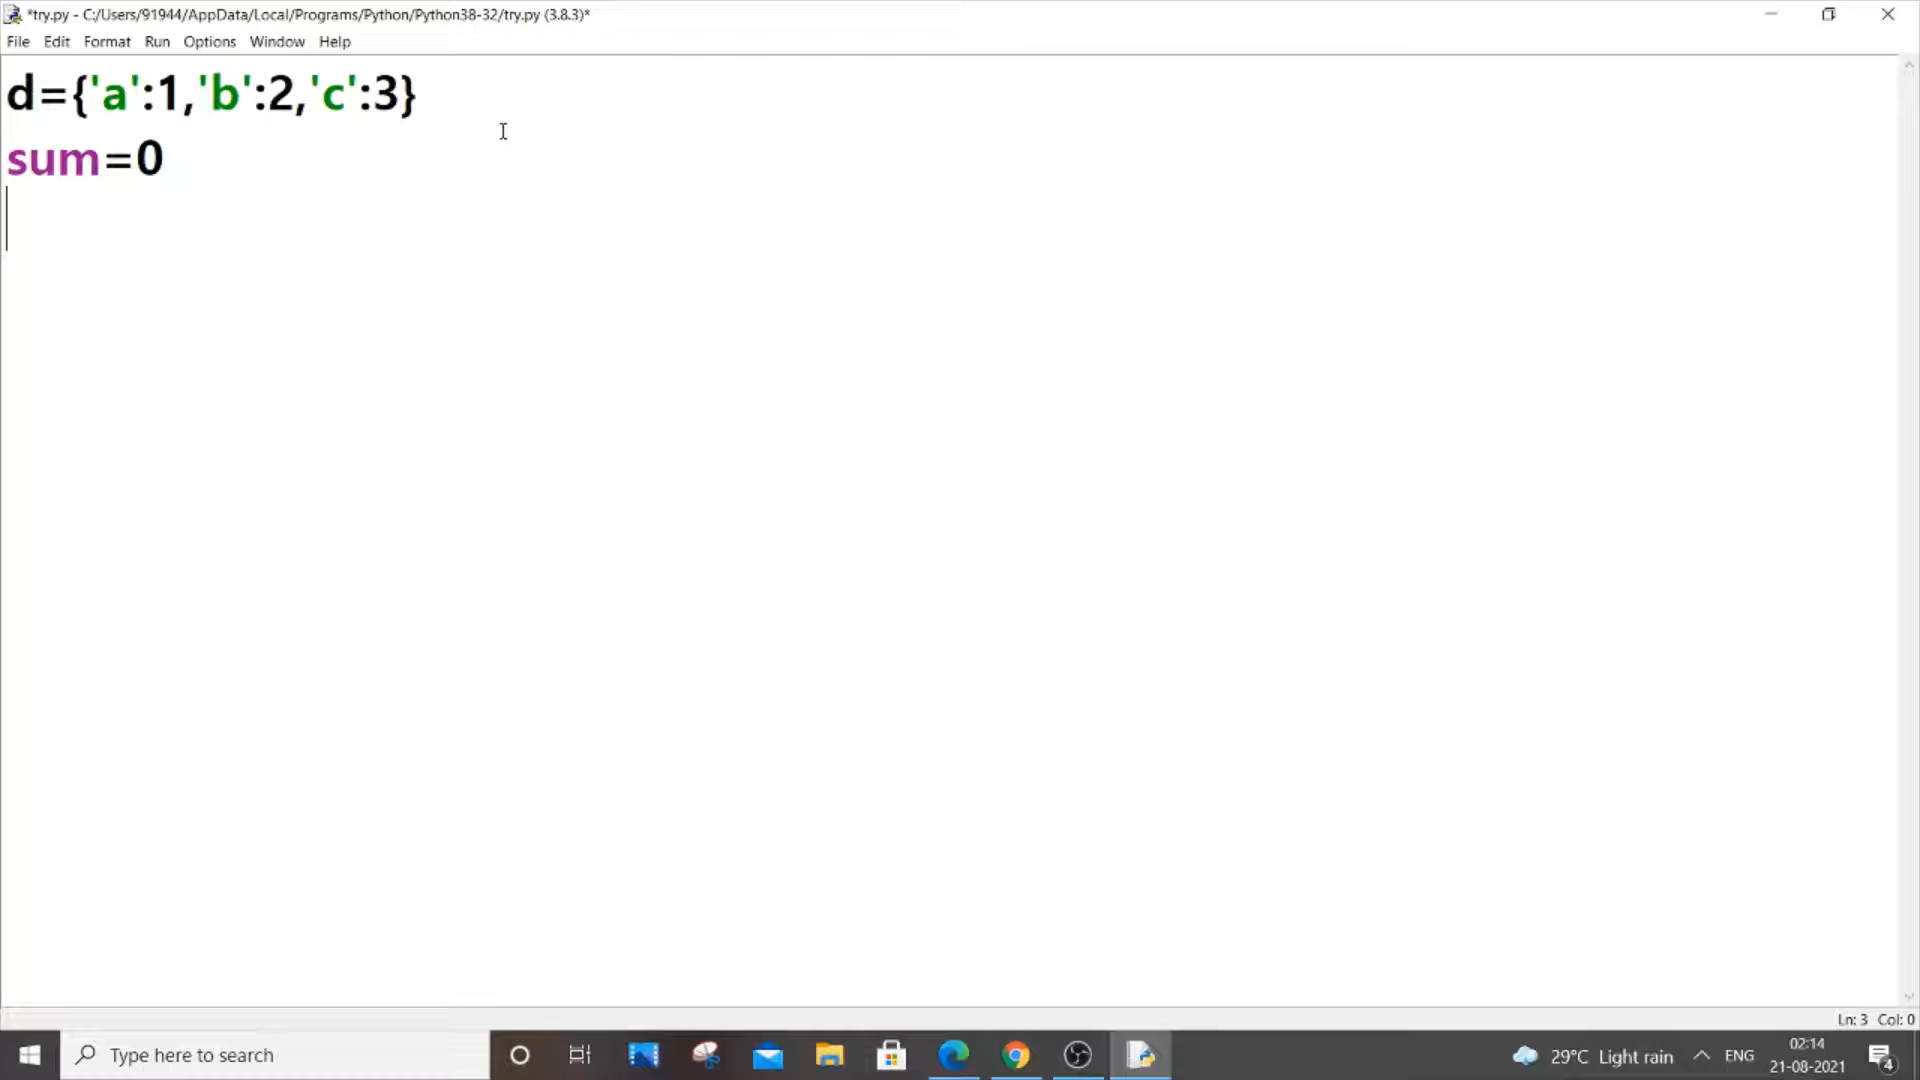 *try.py - C:/Users/91944/AppData/Local/Programs/Python/Python38-32/try.py (3.8.3)*
File Edit Format Run Options Window Help
d={'a':1,'b':2,'c':3}
sum=0
Ln: 3 Col: 0
Type here to search
29°C Light rain
ENG
02:14
21-08-2021
4